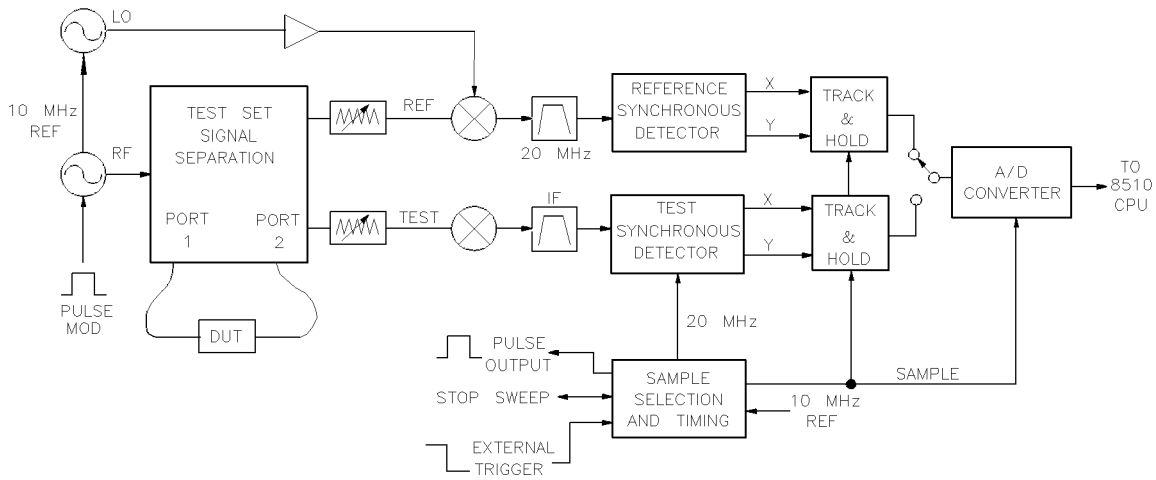 LO
10 MHz
REF
RF
PULSE
MOD
TEST SET
SIGNAL
SEPARATION
PORT
1
PORT
2
DUT
REF
TEST
20 MHz
IF
REFERENCE
SYNCHRONOUS
DETECTOR
X
Y
TRACK
&
HOLD
TEST
SYNCHRONOUS
DETECTOR
X
Y
TRACK
&
HOLD
A/D
CONVERTER
TO
8510
CPU
20 MHz
PULSE
OUTPUT
STOP SWEEP
EXTERNAL
TRIGGER
SAMPLE
SELECTION
AND TIMING
SAMPLE
10 MHz
REF